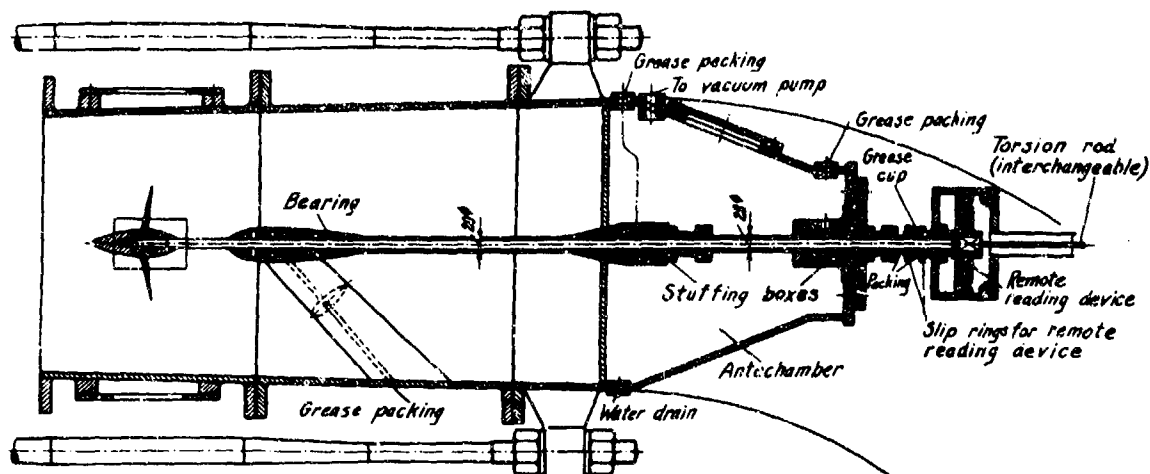 Grease packing
To vacuum pump
Grease packing
Grease
cup
Torsion rod
(interchangeable)
Bearing
Stuffing boxes
Packing
Remote
reading device
Slip rings for remote
reading device
Antechamber
Grease packing
Water drain